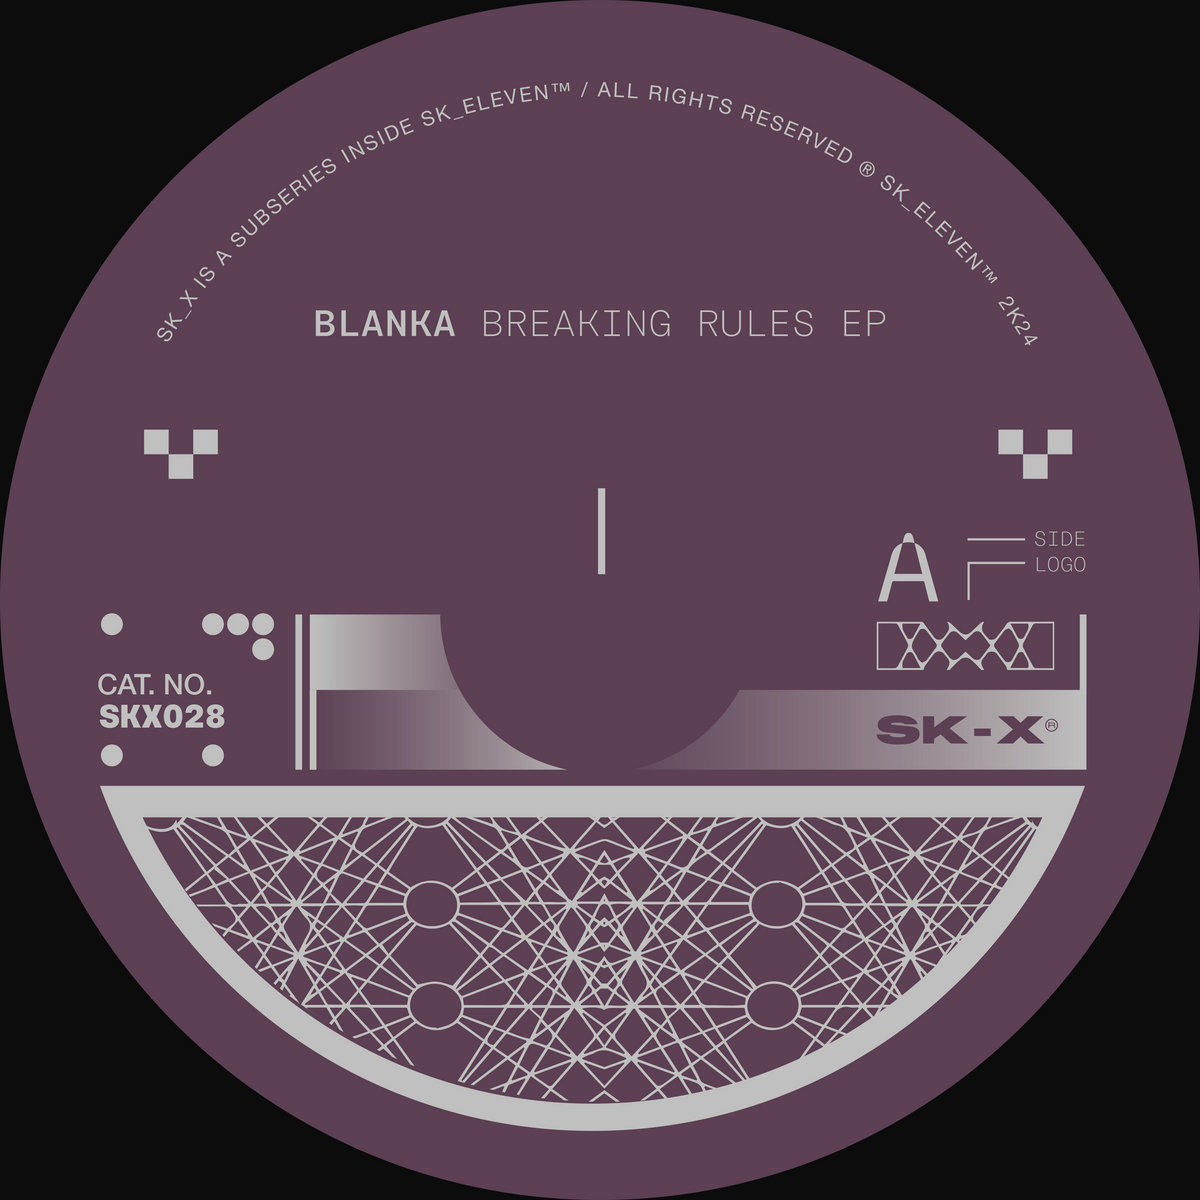 SK_X IS A SUBSERIES INSIDE SK_ELEVEN™ / ALL RIGHTS RESERVED ® SK_ELEVEN™ 2K24
BLANKA BREAKING RULES EP
A
SIDE
LOGO
CAT. NO.
SKX028
SK-X®